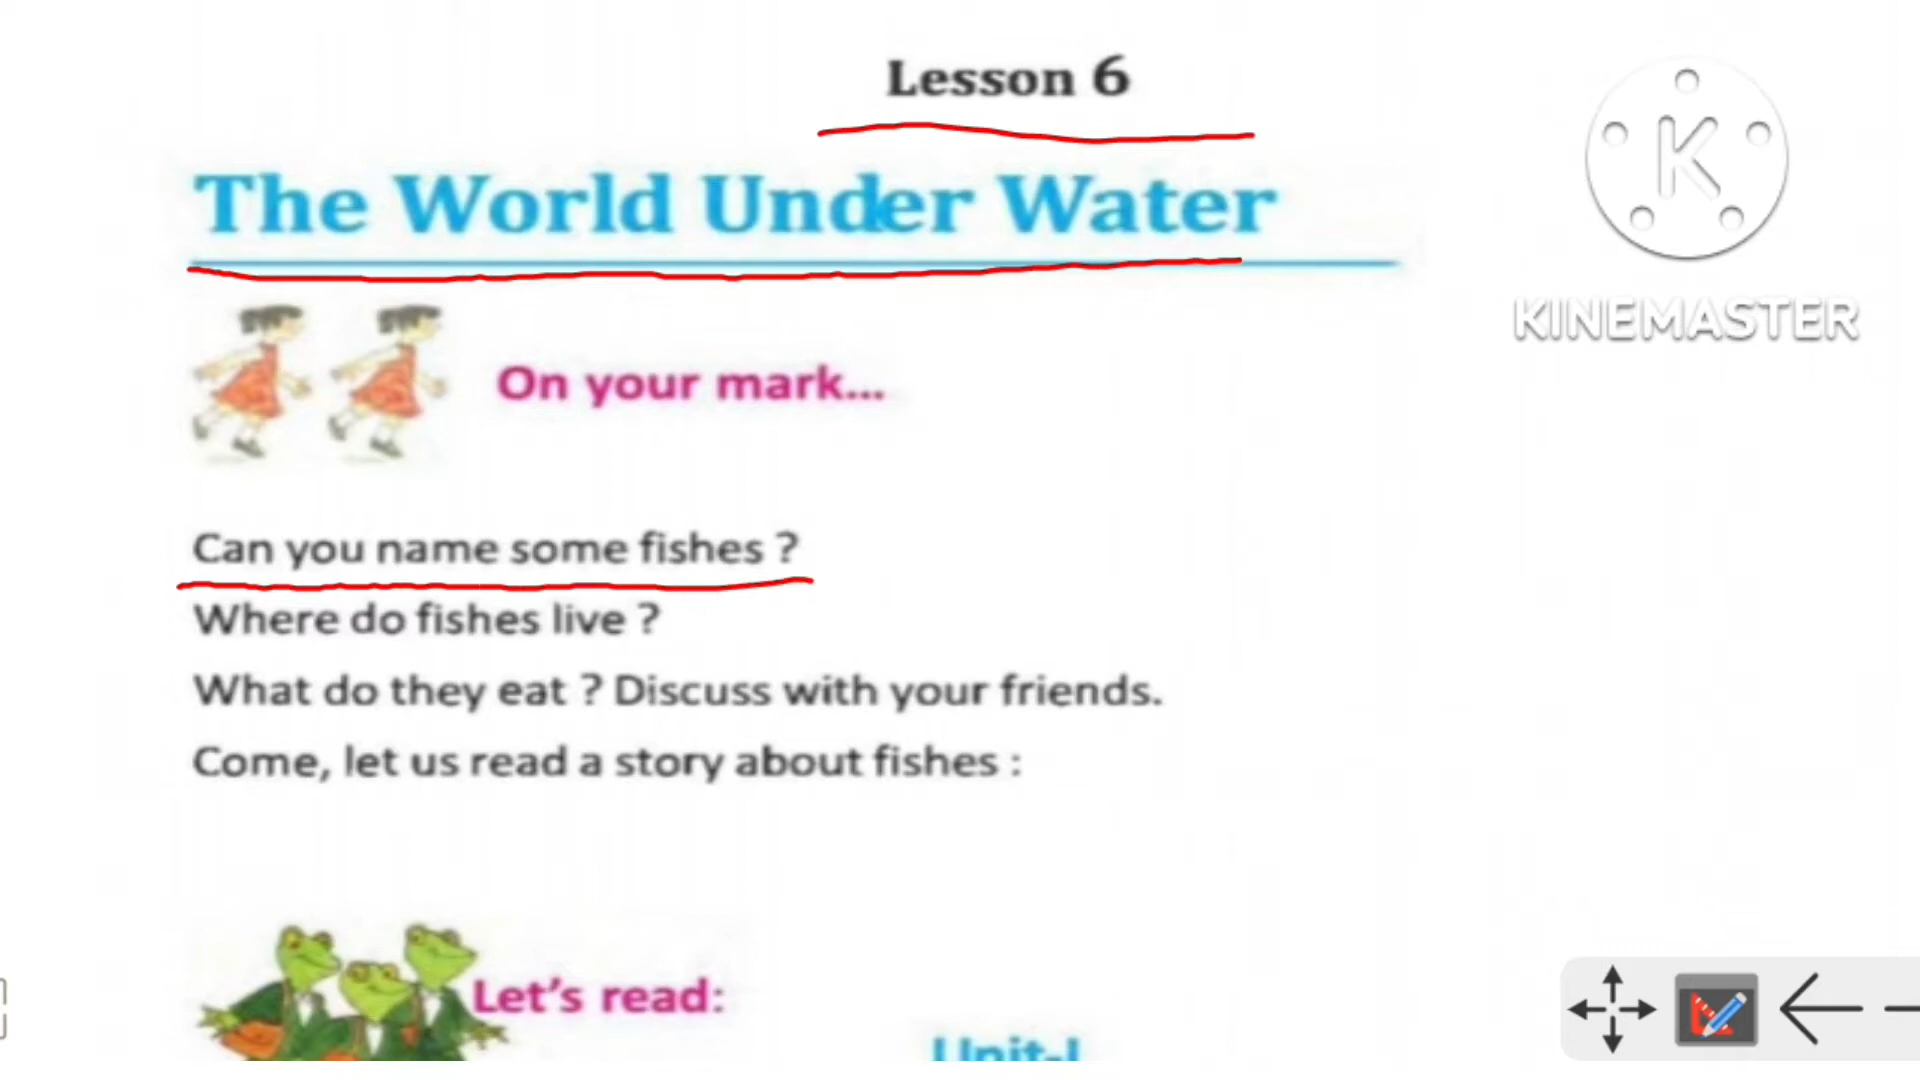 Lesson 6
The World Under Water
K
KINEMASTER
On your mark...
Can you name some fishes ?
Where do fishes live ?
What do they eat ? Discuss with your friends.
Come, let us read a story about fishes :
Let's read:
Unit-I